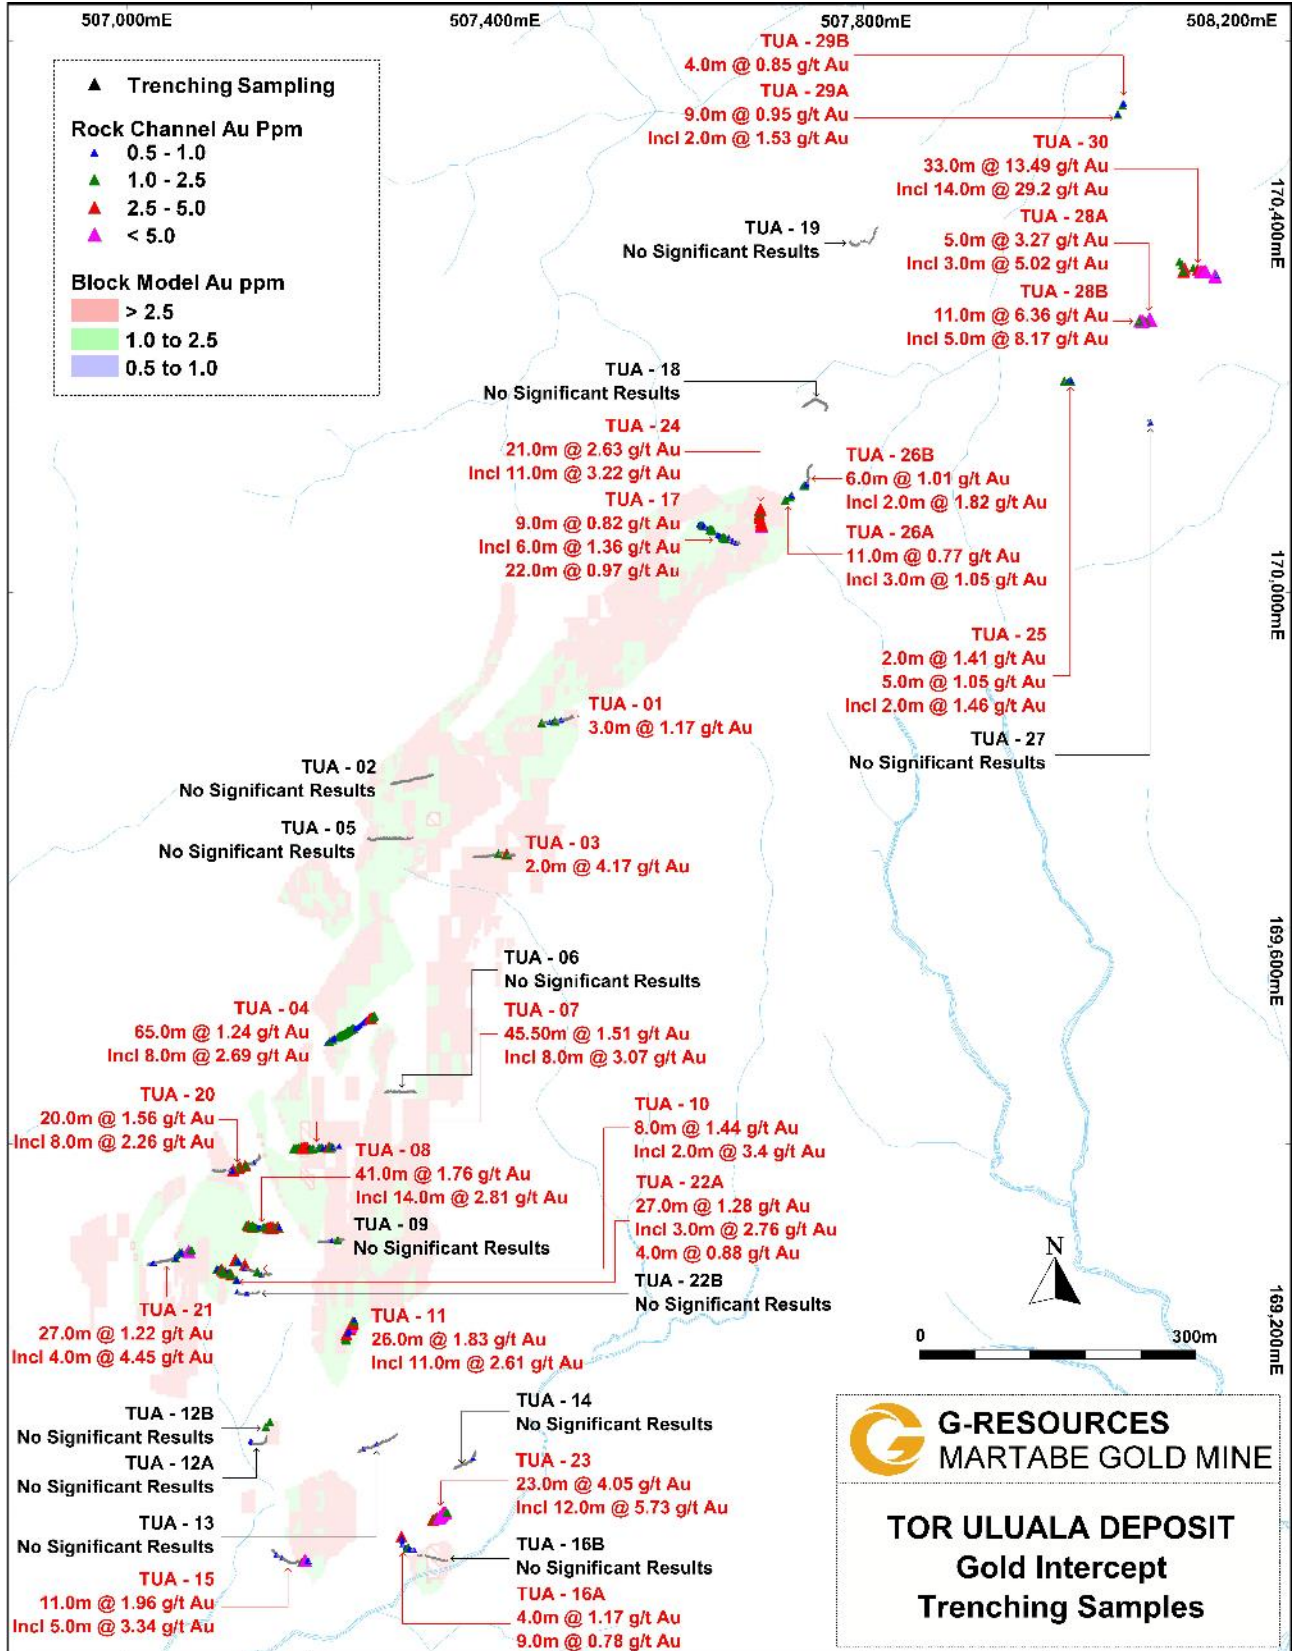 507,000mE
507,400mE
507,800mE
508,200mE
Trenching Sampling
Rock Channel Au Ppm
0.5 - 1.0
1.0 - 2.5
2.5 - 5.0
< 5.0
Block Model Au ppm
> 2.5
1.0 to 2.5
0.5 to 1.0
TUA - 29B
4.0m @ 0.85 g/t Au
TUA - 29A
9.0m @ 0.95 g/t Au
Incl 2.0m @ 1.53 g/t Au
TUA - 30
33.0m @ 13.49 g/t Au
Incl 14.0m @ 29.2 g/t Au
TUA - 28A
5.0m @ 3.27 g/t Au
Incl 3.0m @ 5.02 g/t Au
TUA - 28B
11.0m @ 6.36 g/t Au
Incl 5.0m @ 8.17 g/t Au
170,400mE
TUA - 19
No Significant Results
TUA - 18
No Significant Results
TUA - 24
21.0m @ 2.63 g/t Au
Incl 11.0m @ 3.22 g/t Au
TUA - 17
9.0m @ 0.82 g/t Au
Incl 6.0m @ 1.36 g/t Au
22.0m @ 0.97 g/t Au
TUA - 26B
6.0m @ 1.01 g/t Au
Incl 2.0m @ 1.82 g/t Au
TUA - 26A
11.0m @ 0.77 g/t Au
Incl 3.0m @ 1.05 g/t Au
170,000mE
TUA - 25
2.0m @ 1.41 g/t Au
5.0m @ 1.05 g/t Au
Incl 2.0m @ 1.46 g/t Au
TUA - 27
No Significant Results
TUA - 01
3.0m @ 1.17 g/t Au
TUA - 02
No Significant Results
TUA - 05
No Significant Results
TUA - 03
2.0m @ 4.17 g/t Au
169,600mE
TUA - 06
No Significant Results
TUA - 04
65.0m @ 1.24 g/t Au
Incl 8.0m @ 2.69 g/t Au
TUA - 07
45.50m @ 1.51 g/t Au
Incl 8.0m @ 3.07 g/t Au
TUA - 20
20.0m @ 1.56 g/t Au
Incl 8.0m @ 2.26 g/t Au
TUA - 10
8.0m @ 1.44 g/t Au
Incl 2.0m @ 3.4 g/t Au
TUA - 08
41.0m @ 1.76 g/t Au
Incl 14.0m @ 2.81 g/t Au
TUA - 22A
27.0m @ 1.28 g/t Au
Incl 3.0m @ 2.76 g/t Au
4.0m @ 0.88 g/t Au
TUA - 09
No Significant Results
TUA - 22B
No Significant Results
TUA - 21
27.0m @ 1.22 g/t Au
Incl 4.0m @ 4.45 g/t Au
TUA - 11
26.0m @ 1.83 g/t Au
Incl 11.0m @ 2.61 g/t Au
N
0
300m
169,200mE
TUA - 12B
No Significant Results
TUA - 12A
No Significant Results
TUA - 14
No Significant Results
TUA - 23
23.0m @ 4.05 g/t Au
Incl 12.0m @ 5.73 g/t Au
TUA - 13
No Significant Results
TUA - 16B
No Significant Results
TUA - 15
11.0m @ 1.96 g/t Au
Incl 5.0m @ 3.34 g/t A
TUA - 16A
4.0m @ 1.17 g/t Au
9.0m @ 0.78 g/t Au
G-RESOURCES
MARTABE GOLD MINE
TOR ULUALA DEPOSIT
Gold Intercept
Trenching Samples